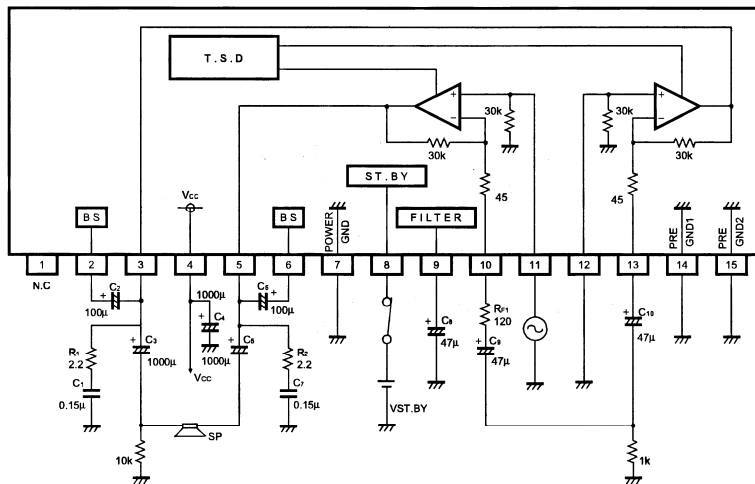 T.S.D
+
−
30k
30k
45
30k
+
−
30k
45
ST.BY
FILTER
BS
Vcc
BS
POWER GND
PRE GND1
PRE GND2
1
2
3
4
5
6
7
8
9
10
11
12
13
14
15
N.C
C2
+
100μ
1000μ
+
C4
C6
+
100μ
R1
2.2
+
C3
1000μ
1000μ
+
C5
R2
2.2
C1
0.15μ
Vcc
C7
0.15μ
+
C8
47μ
RF1
120
+
C9
47μ
+
C10
47μ
VST.BY
SP
10k
1k